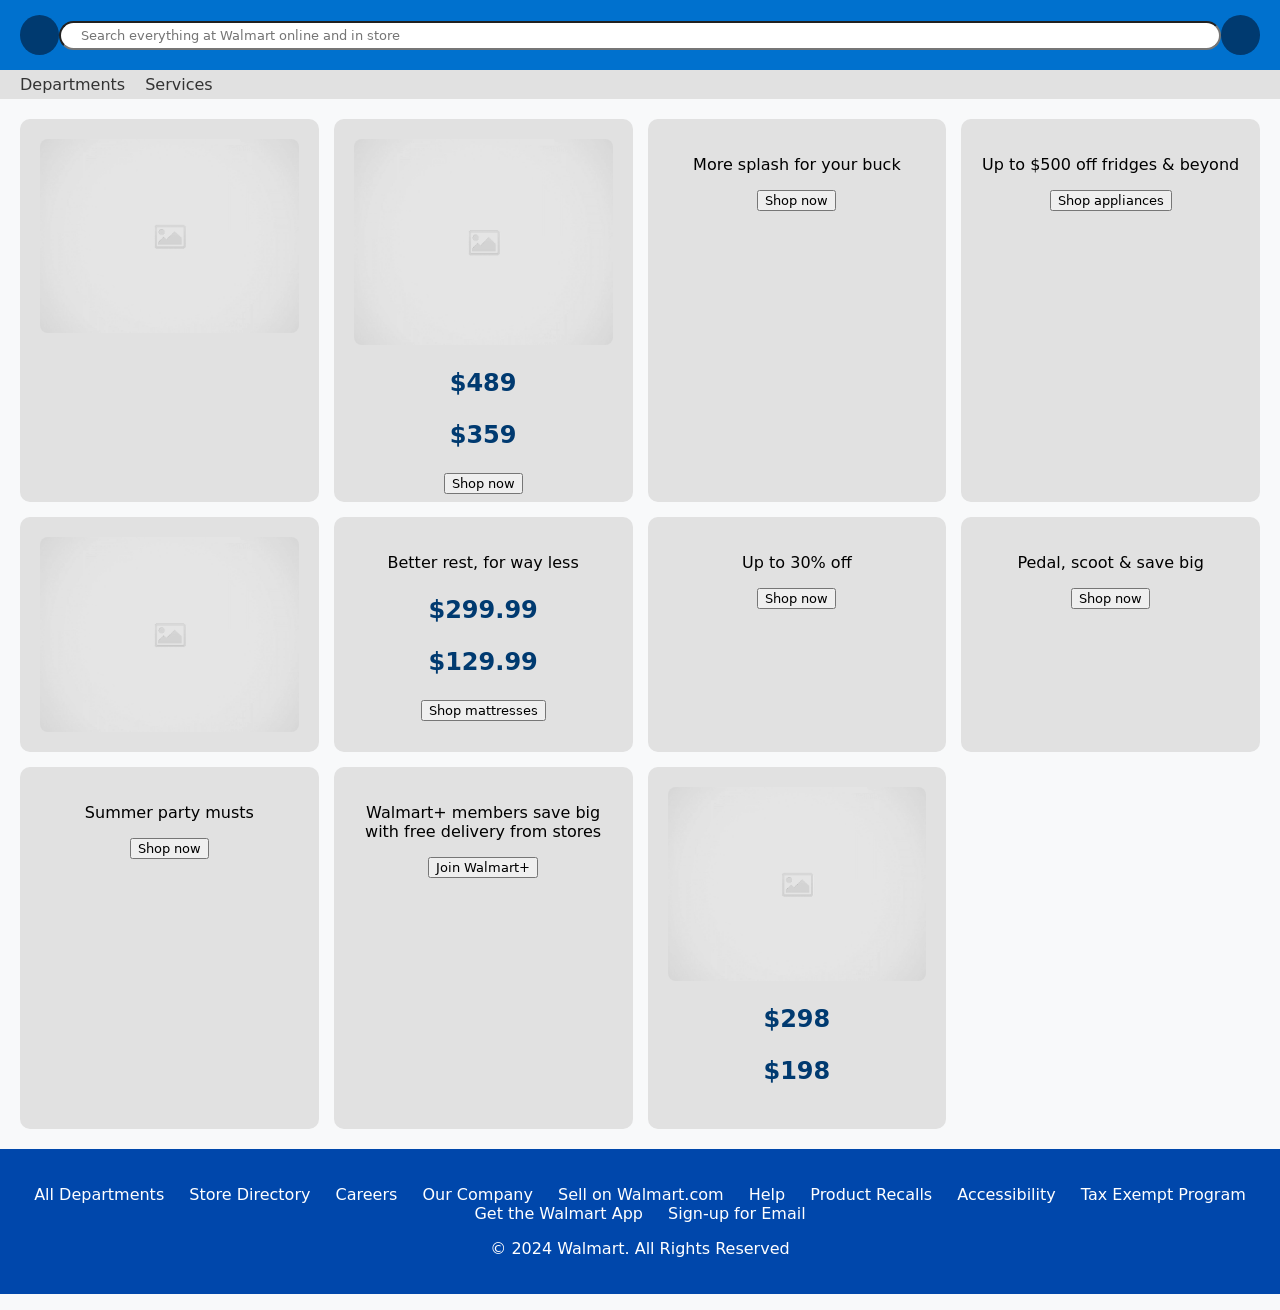 Search everything at Walmart online and in store
Departments
Services
$489
$359
Shop now
More splash for your buck
Shop now
Up to $500 off fridges & beyond
Shop appliances
Better rest, for way less
$299.99
$129.99
Shop mattresses
Up to 30% off
Shop now
Pedal, scoot & save big
Shop now
Summer party musts
Shop now
Walmart+ members save big
with free delivery from stores
Join Walmart+
$298
$198
All Departments Store Directory Careers Our Company Sell on Walmart.com Help Product Recalls Accessibility Tax Exempt Program
Get the Walmart App Sign-up for Email
© 2024 Walmart. All Rights Reserved